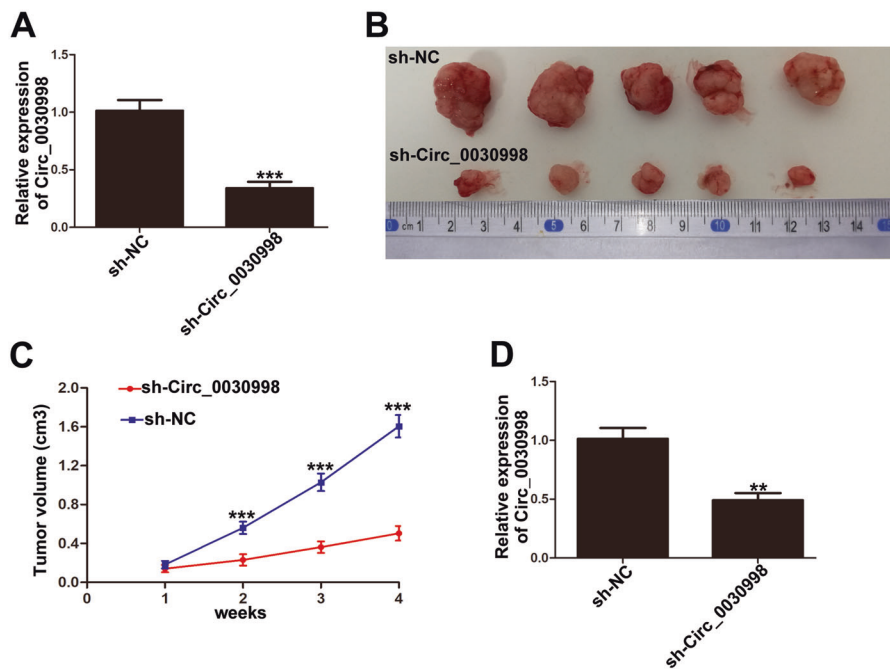 A
Relative expression
of Circ_0030998
1.5
1.0
0.5
0.0
***
sh-NC
sh-Circ_0030998
B
sh-NC
sh-Circ_0030998
0 cm 1 2 3 4 5 6 7 8 9 10 11 12 13 14 15
C
sh-Circ_0030998
sh-NC
Tumor volume (cm3)
2.0
1.6
1.2
0.8
0.4
0.0
***
***
***
0 1 2 3 4
weeks
D
Relative expression
of Circ_0030998
1.5
1.0
0.5
0.0
**
sh-NC
sh-Circ_0030998